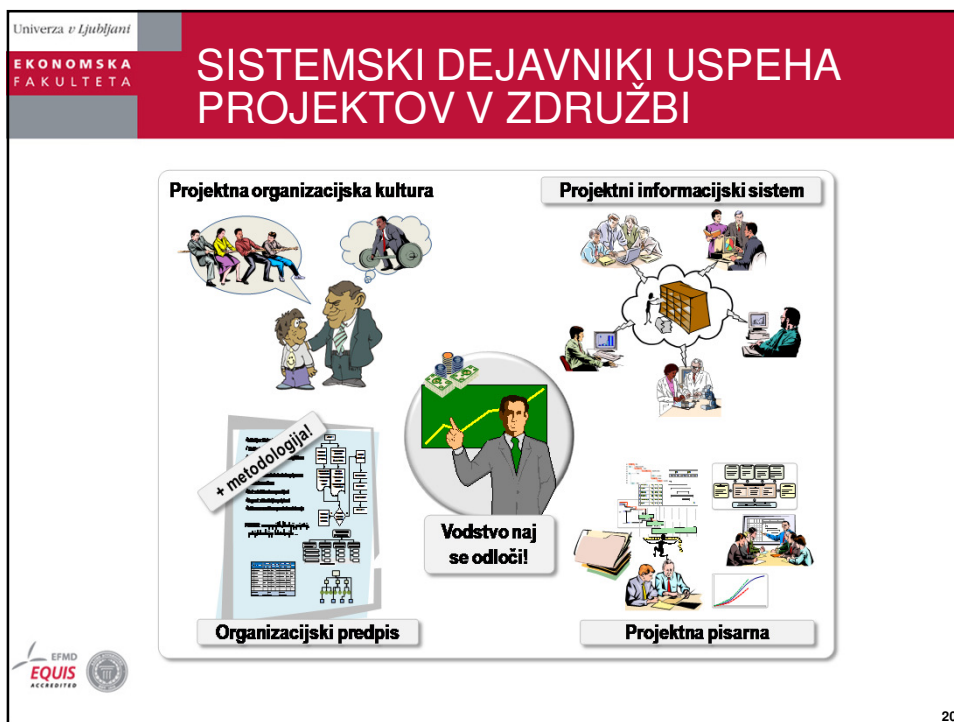 Univerza v Ljubljani
EKONOMSKA
FAKULTETA
SISTEMSKI DEJAVNIKI USPEHA
PROJEKTOV V ZDRUŽBI
Projektna organizacijska kultura
Projektni informacijski sistem
+ metodologija!
Vodstvo naj
se odloči!
Organizacijski predpis
Projektna pisarna
EFMD
EQUIS
ACCREDITED
20